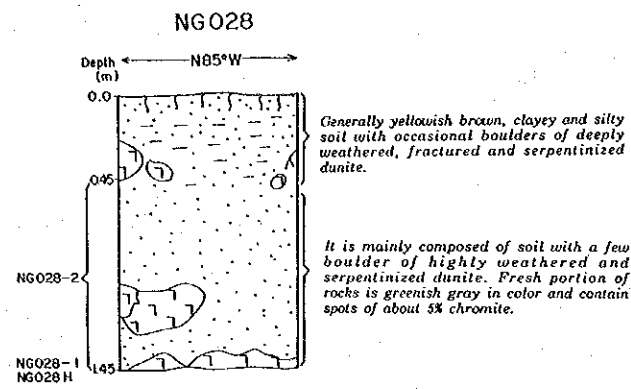 NG028
Depth
(m)
N85°W
0.0
Generally yellowish brown, clayey and silty
soil with occasional boulders of deeply
weathered, fractured and serpentinized
dunite.
0.45
It is mainly composed of soil with a few
boulder of highly weathered and
serpentinized dunite. Fresh portion of
rocks is greenish gray in color and contain
spots of about 5% chromite.
NG028-2
NG028-1
NG028H
1.45